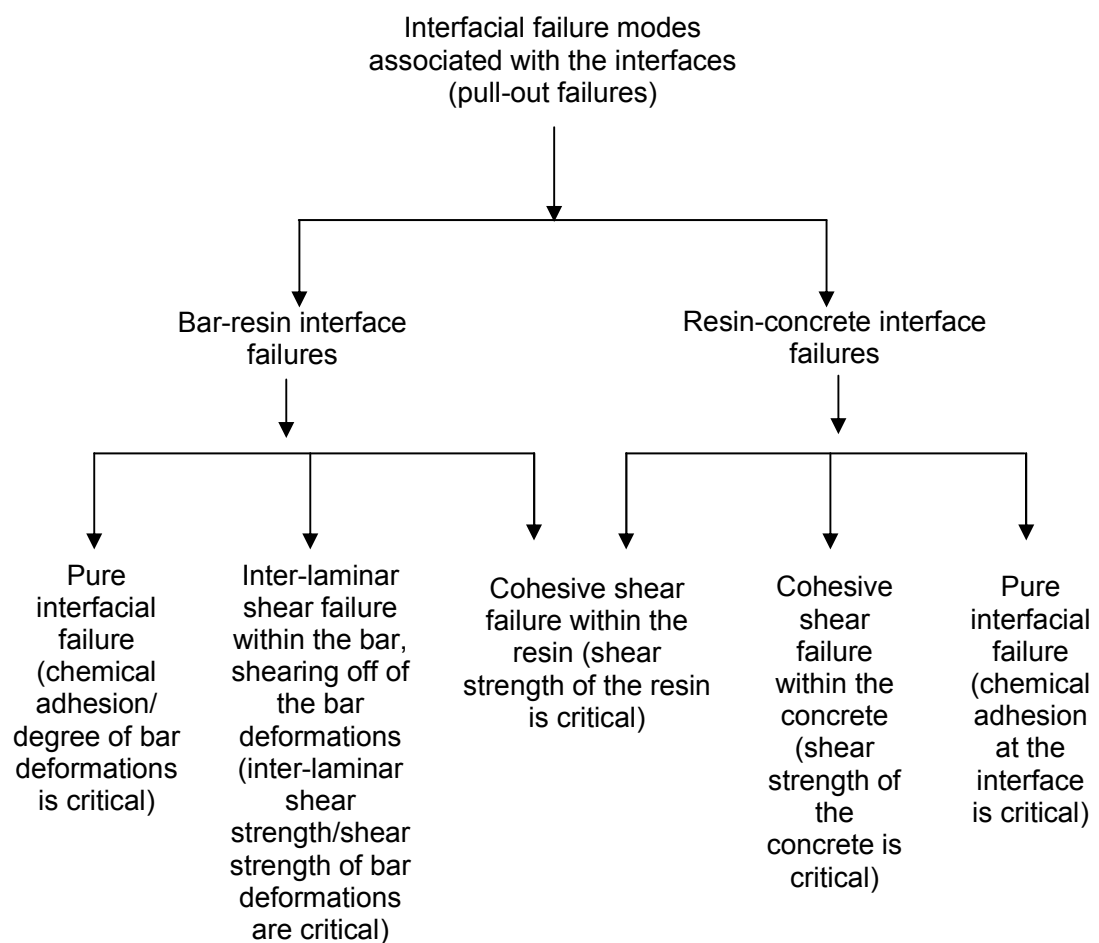 Interfacial failure modes
associated with the interfaces
(pull-out failures)
Bar-resin interface
failures
Resin-concrete interface
failures
Pure
interfacial
failure
(chemical
adhesion/
degree of bar
deformations
is critical)
Inter-laminar
shear failure
within the bar,
shearing off of
the bar
deformations
(inter-laminar
shear
strength/shear
strength of bar
deformations
are critical)
Cohesive shear
failure within the
resin (shear
strength of the resin
is critical)
Cohesive
shear
failure
within the
concrete
(shear
strength of
the
concrete is
critical)
Pure
interfacial
failure
(chemical
adhesion
at the
interface
is critical)